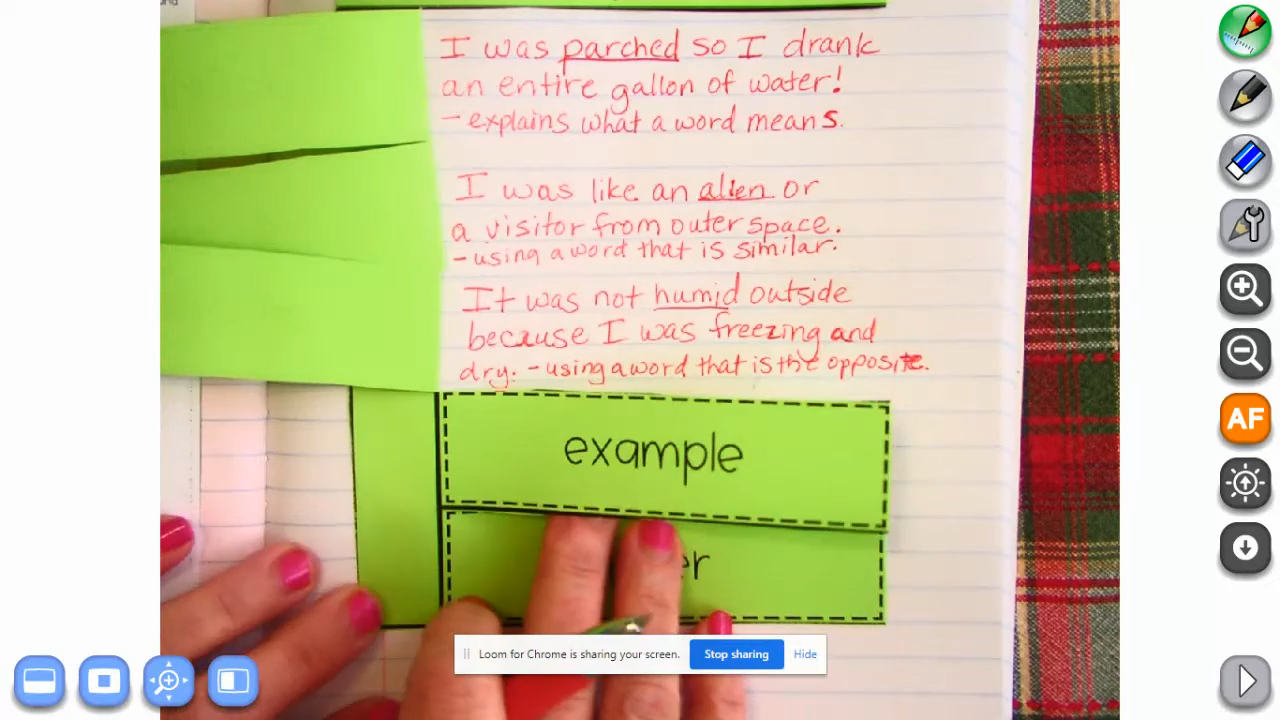 I was parched so I drank
an entire gallon of water!
- explains what a word means.
I was like an alien or
a visitor from outer space.
- using a word that is similar.
It was not humid outside
because I was freezing and
dry. - using a word that is the opposite.
example
Loom for Chrome is sharing your screen. Stop sharing Hide
AF